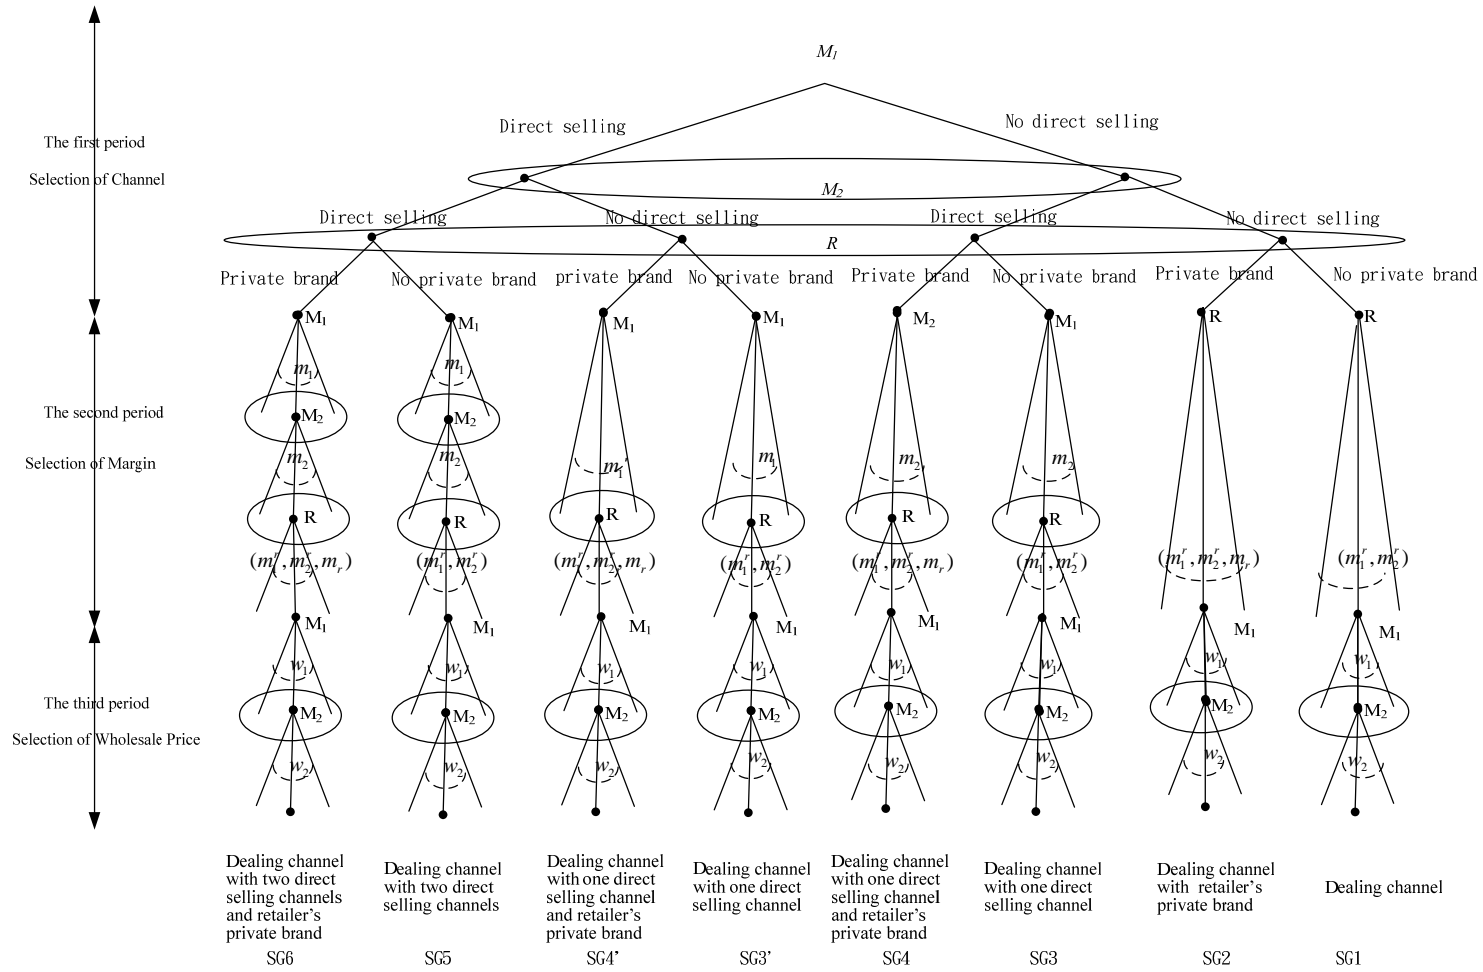 M₁
Direct selling
No direct selling
The first period
Selection of Channel
M₂
Direct selling
No direct selling
Direct selling
No direct selling
R
Private brand
No private brand
private brand
No private brand
Private brand
No private brand
Private brand
No private brand
M₁
M₁
M₁
M₁
M₂
M₁
R
R
m₁
m₁
The second period
M₂
M₂
Selection of Margin
m₂
m₂
m₁'
m₁
m₂
m₂
R
R
R
R
R
R
(m₁ʳ, m₂ʳ, mᵣ)
(m₁ʳ, m₂ʳ)
(m₁ʳ, m₂ʳ, mᵣ)
(m₁ʳ, m₂ʳ)
(m₁ʳ, m₂ʳ, mᵣ)
(m₁ʳ, m₂ʳ)
(m₁ʳ, m₂ʳ, mᵣ)
(m₁ʳ, m₂ʳ)
M₁
M₁
M₁
M₁
M₁
M₁
M₁
M₁
w₁
w₁
w₁
w₁
w₁
w₁
w₁
w₁
The third period
Selection of Wholesale Price
M₂
M₂
M₂
M₂
M₂
M₂
M₂
M₂
w₂
w₂
w₂
w₂
w₂
w₂
w₂
w₂
Dealing channel
with two direct
selling channels
and retailer's
private brand
SG6
Dealing channel
with two direct
selling channels
SG5
Dealing channel
with one direct
selling channel
and retailer's
private brand
SG4'
Dealing channel
with one direct
selling channel
SG3'
Dealing channel
with one direct
selling channel
and retailer's
private brand
SG4
Dealing channel
with one direct
selling channel
SG3
Dealing channel
with retailer's
private brand
SG2
Dealing channel
SG1